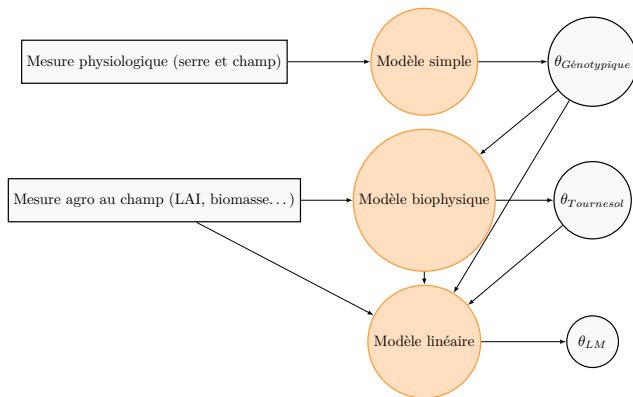 Mesure physiologique (serre et champ)
Modèle simple
θGénotypique
Mesure agro au champ (LAI, biomasse...)
Modèle biophysique
θTournesol
Modèle linéaire
θLM